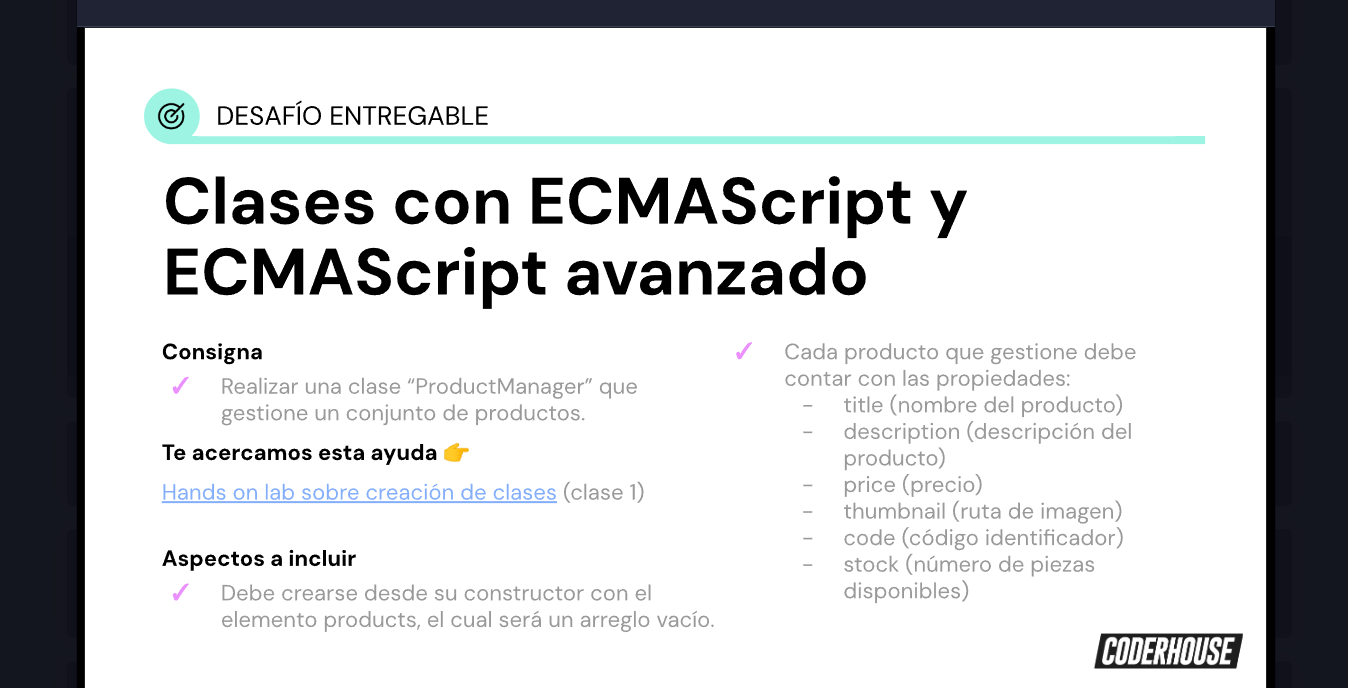 DESAFÍO ENTREGABLE
Clases con ECMAScript y
ECMAScript avanzado
Consigna
✓ Realizar una clase “ProductManager” que
gestione un conjunto de productos.
Te acercamos esta ayuda 👉
Hands on lab sobre creación de clases (clase 1)
Aspectos a incluir
✓ Debe crearse desde su constructor con el
elemento products, el cual será un arreglo vacío.
✓ Cada producto que gestione debe
contar con las propiedades:
- title (nombre del producto)
- description (descripción del
producto)
- price (precio)
- thumbnail (ruta de imagen)
- code (código identificador)
- stock (número de piezas
disponibles)
CODERHOUSE